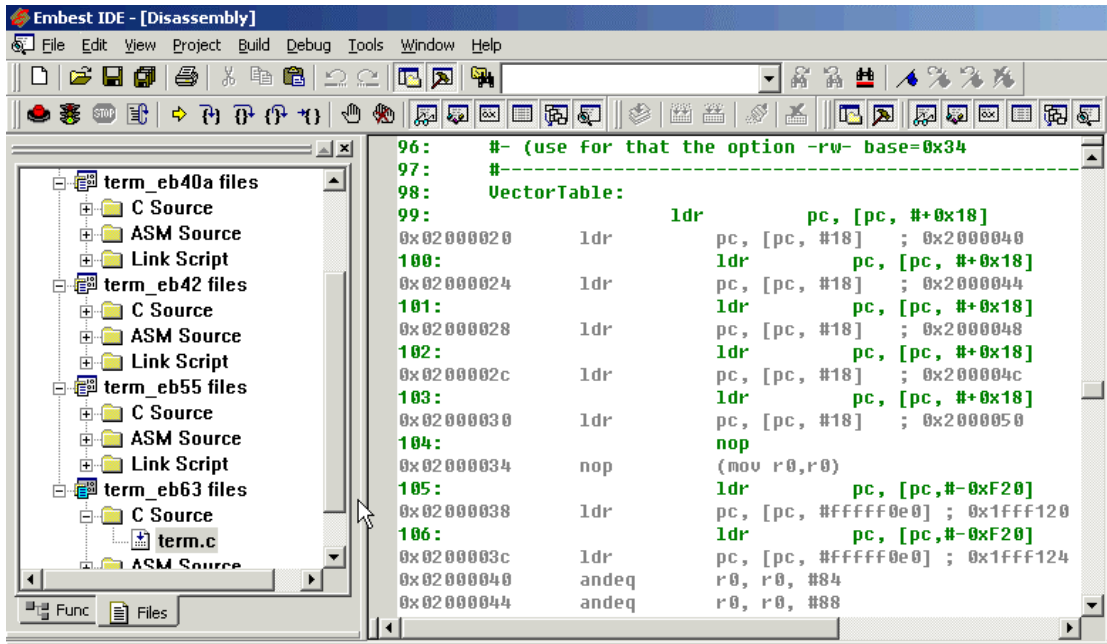 Embest IDE - [Disassembly]
File Edit View Project Build Debug Tools Window Help
STOP
term_eb40a files
C Source
ASM Source
Link Script
term_eb42 files
C Source
ASM Source
Link Script
term_eb55 files
C Source
ASM Source
Link Script
term_eb63 files
C Source
term.c
ASM Source
Func Files
96: #- (use for that the option -rw- base=0x34
97: #------------------------------------------------------
98: VectorTable:
99: ldr pc, [pc, #+0x18]
0x02000020 ldr pc, [pc, #18] ; 0x2000040
100: ldr pc, [pc, #+0x18]
0x02000024 ldr pc, [pc, #18] ; 0x2000044
101: ldr pc, [pc, #+0x18]
0x02000028 ldr pc, [pc, #18] ; 0x2000048
102: ldr pc, [pc, #+0x18]
0x0200002c ldr pc, [pc, #18] ; 0x200004c
103: ldr pc, [pc, #+0x18]
0x02000030 ldr pc, [pc, #18] ; 0x2000050
104: nop
0x02000034 nop (mov r0,r0)
105: ldr pc, [pc,#-0xF20]
0x02000038 ldr pc, [pc, #fffff0e0] ; 0x1fff120
106: ldr pc, [pc,#-0xF20]
0x0200003c ldr pc, [pc, #fffff0e0] ; 0x1fff124
0x02000040 andeq r0, r0, #84
0x02000044 andeq r0, r0, #88